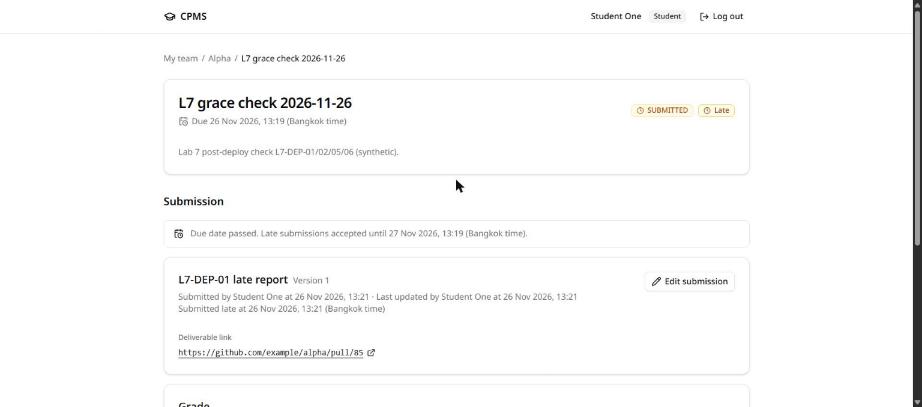 CPMS
Student One Student Log out
My team / Alpha / L7 grace check 2026-11-26
L7 grace check 2026-11-26
SUBMITTED Late
Due 26 Nov 2026, 13:19 (Bangkok time)
Lab 7 post-deploy check L7-DEP-01/02/05/06 (synthetic).
Submission
Due date passed. Late submissions accepted until 27 Nov 2026, 13:19 (Bangkok time).
L7-DEP-01 late report Version 1
Edit submission
Submitted by Student One at 26 Nov 2026, 13:21 · Last updated by Student One at 26 Nov 2026, 13:21
Submitted late at 26 Nov 2026, 13:21 (Bangkok time)
Deliverable link
https://github.com/example/alpha/pull/85
Grade